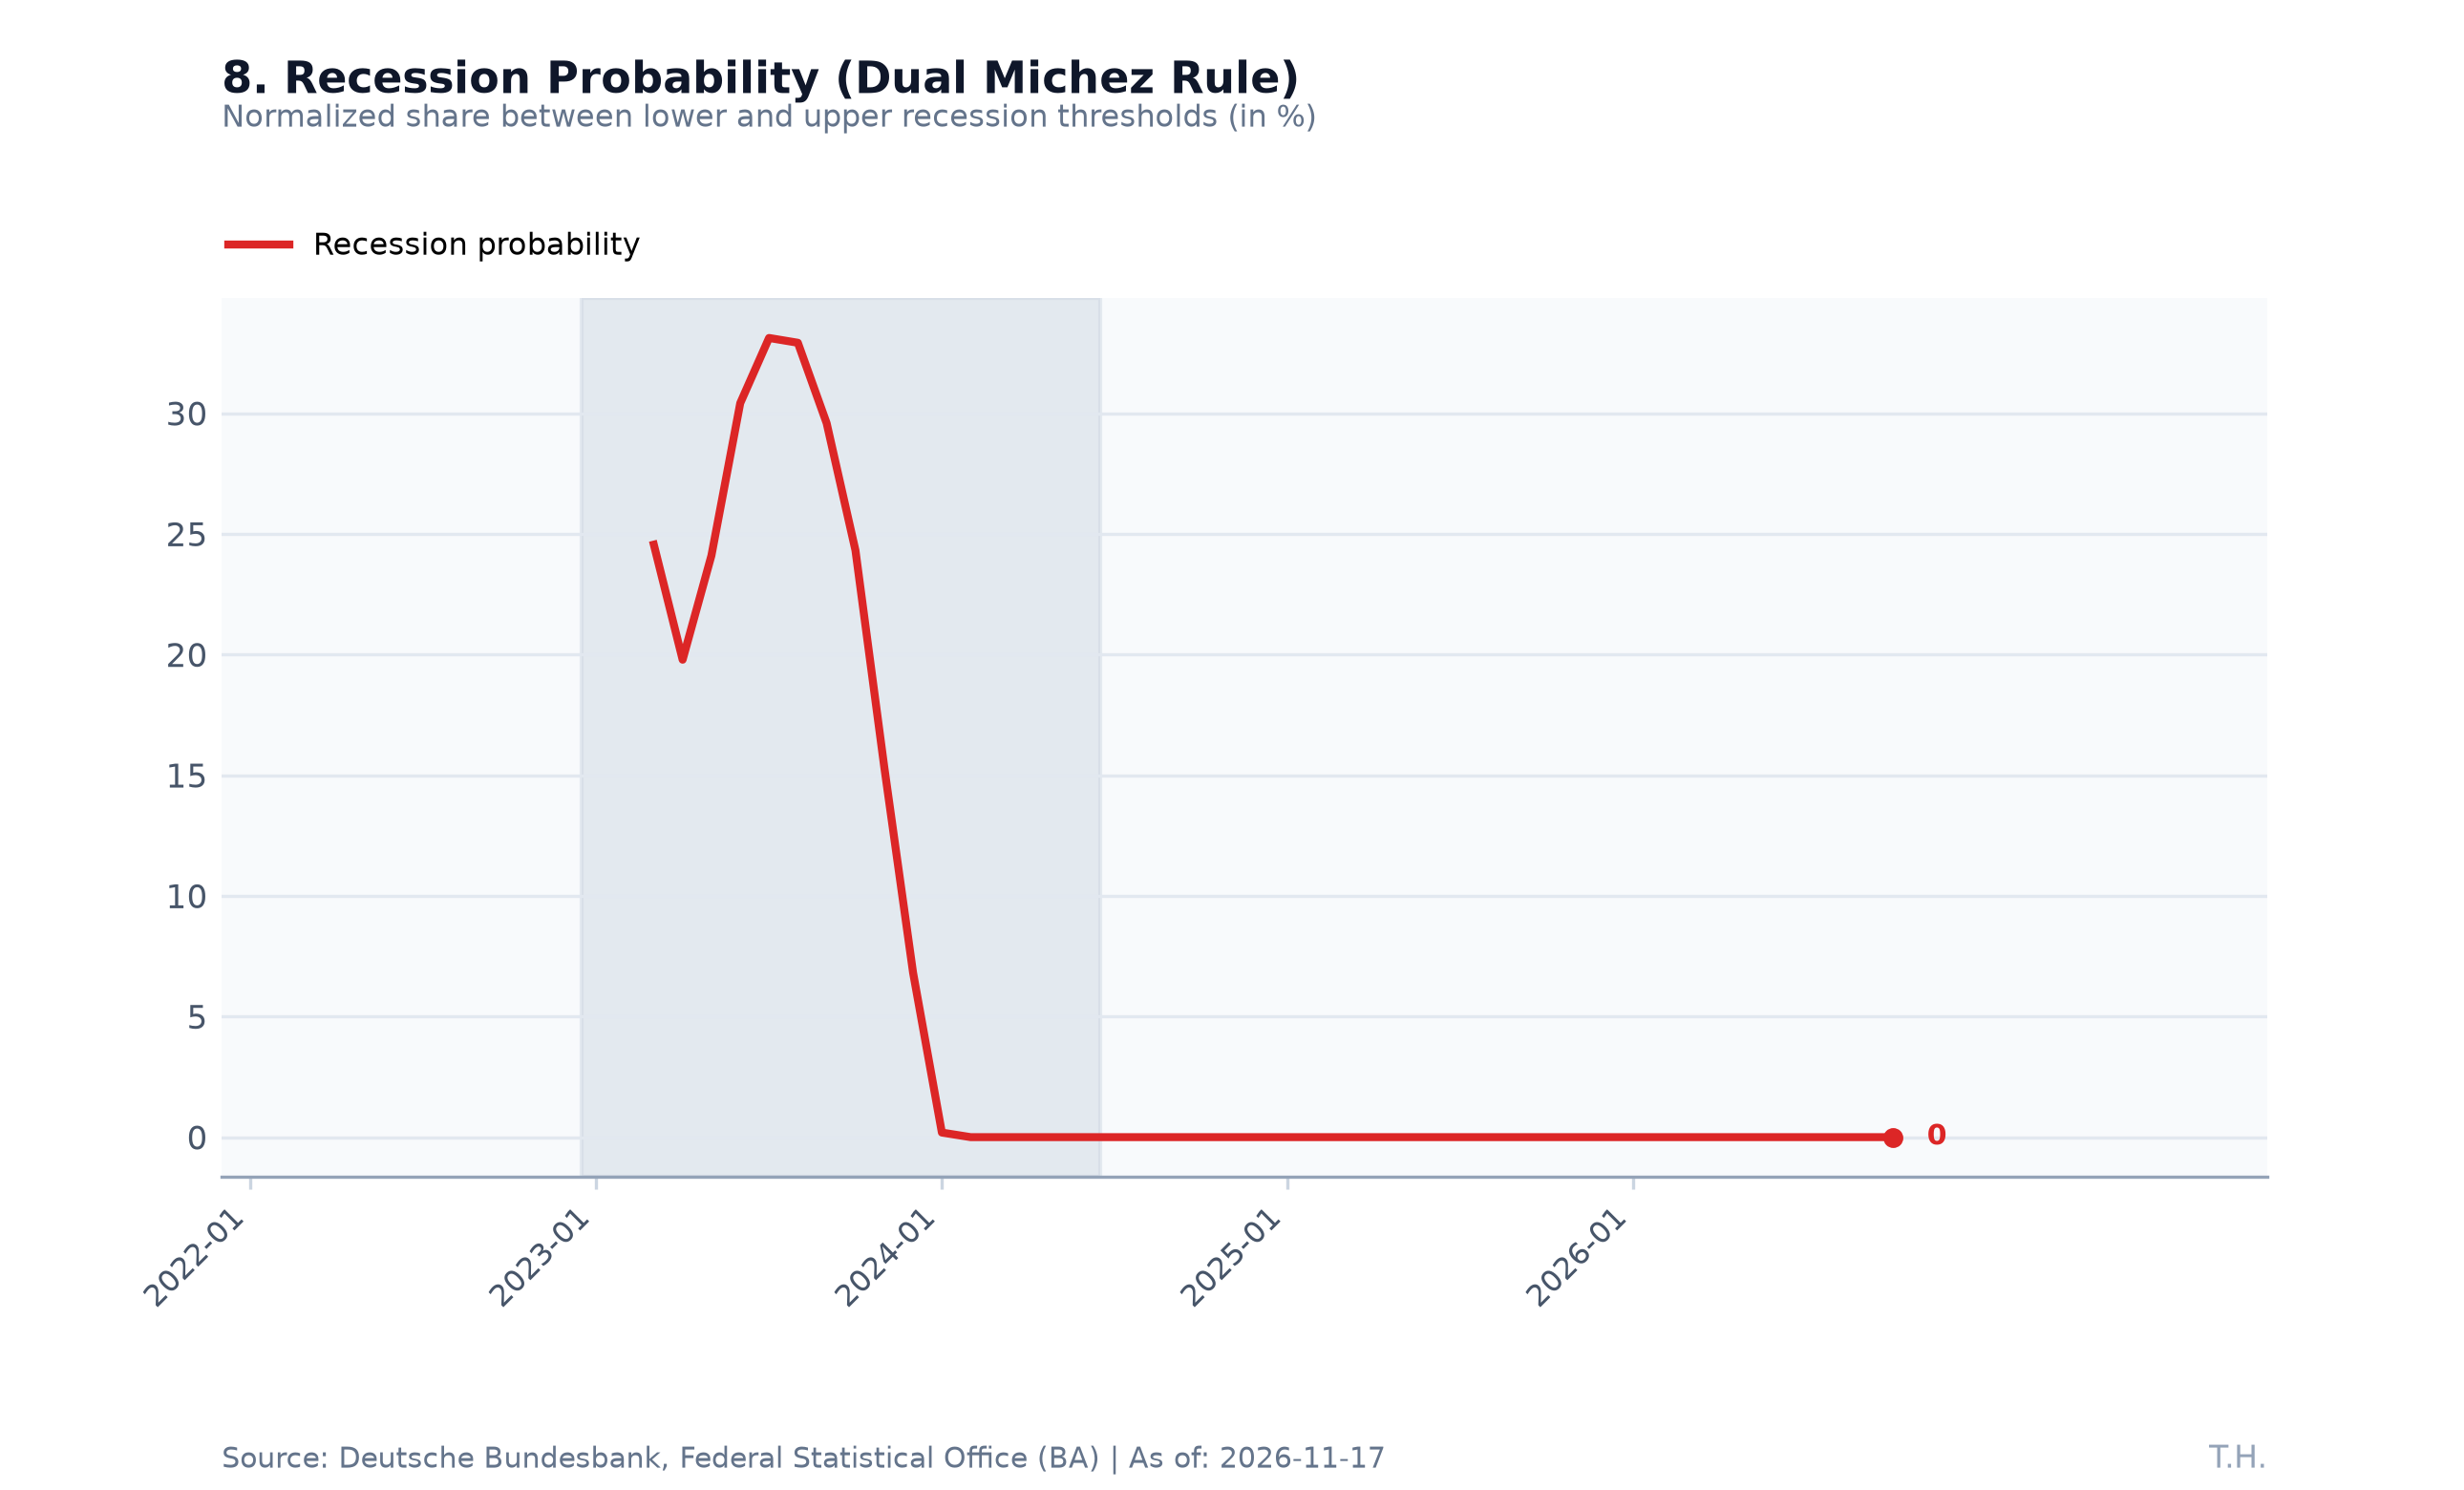 8. Recession Probability (Dual Michez Rule)
Normalized share between lower and upper recession thresholds (in %)
Recession probability
30
25
20
15
10
5
0
0
2022-01
2023-01
2024-01
2025-01
2026-01
Source: Deutsche Bundesbank, Federal Statistical Office (BA) | As of: 2026-11-17
T.H.